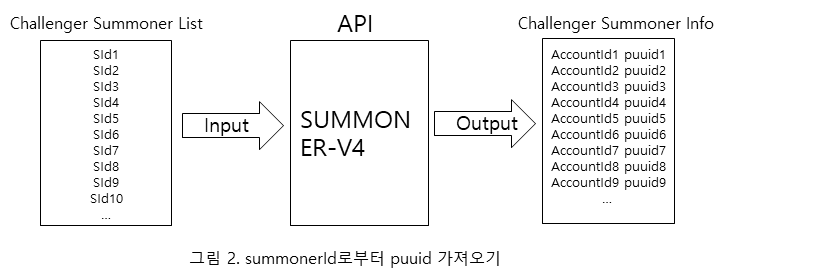 Challenger Summoner List
SId1
SId2
SId3
SId4
SId5
SId6
SId7
SId8
SId9
SId10
...
Input
API
SUMMON
ER-V4
Output
Challenger Summoner Info
AccountId1 puuid1
AccountId2 puuid2
AccountId3 puuid3
AccountId4 puuid4
AccountId5 puuid5
AccountId6 puuid6
AccountId7 puuid7
AccountId8 puuid8
AccountId9 puuid9
...
그림 2. summonerId로부터 puuid 가져오기